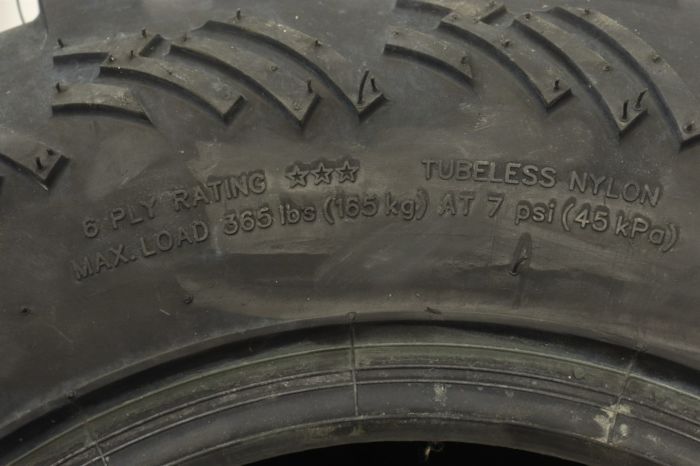 6 PLY RATING ☆☆☆ TUBELESS NYLON
MAX. LOAD 365 lbs (165 kg) AT 7 psi (45 kPa)